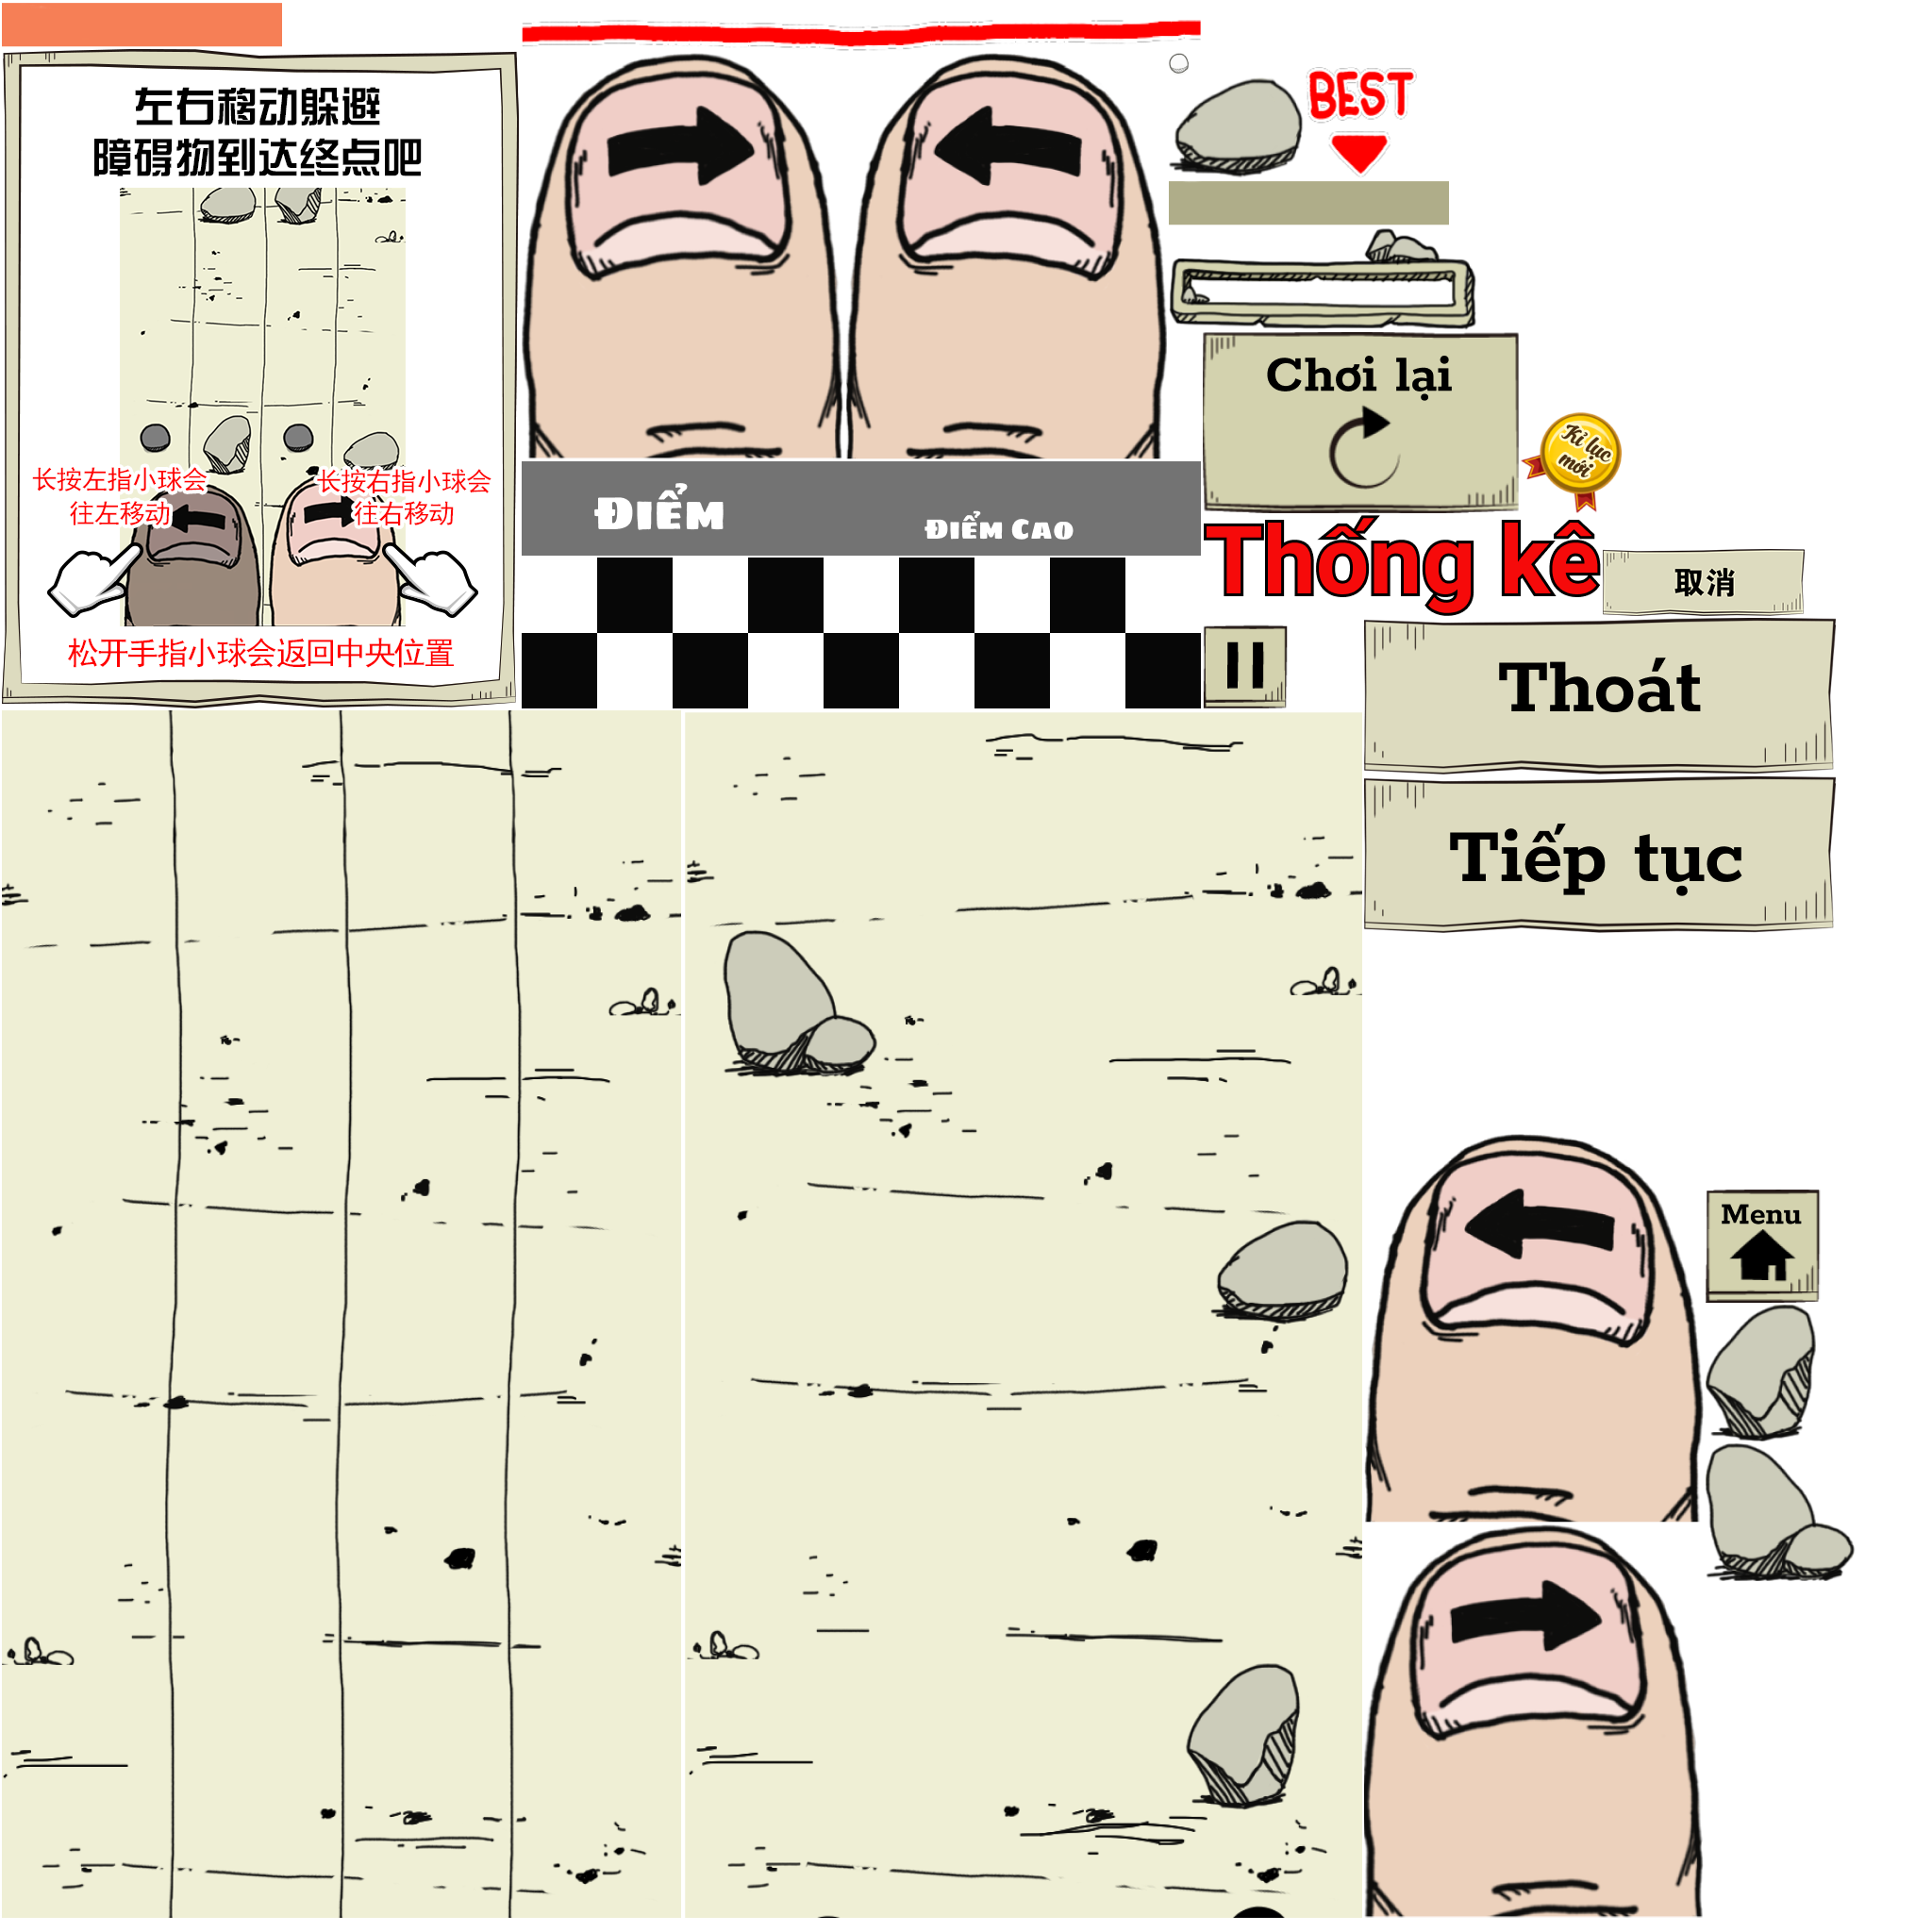 左右移动躲避
障碍物到达终点吧
长按左指小球会
往左移动
长按右指小球会
往右移动
松开手指小球会返回中央位置
BEST
Chơi lại
Kỉ lục
mới
ĐIỂM
ĐIỂM CAO
Thống kê
取消
Thoát
Tiếp tục
Menu